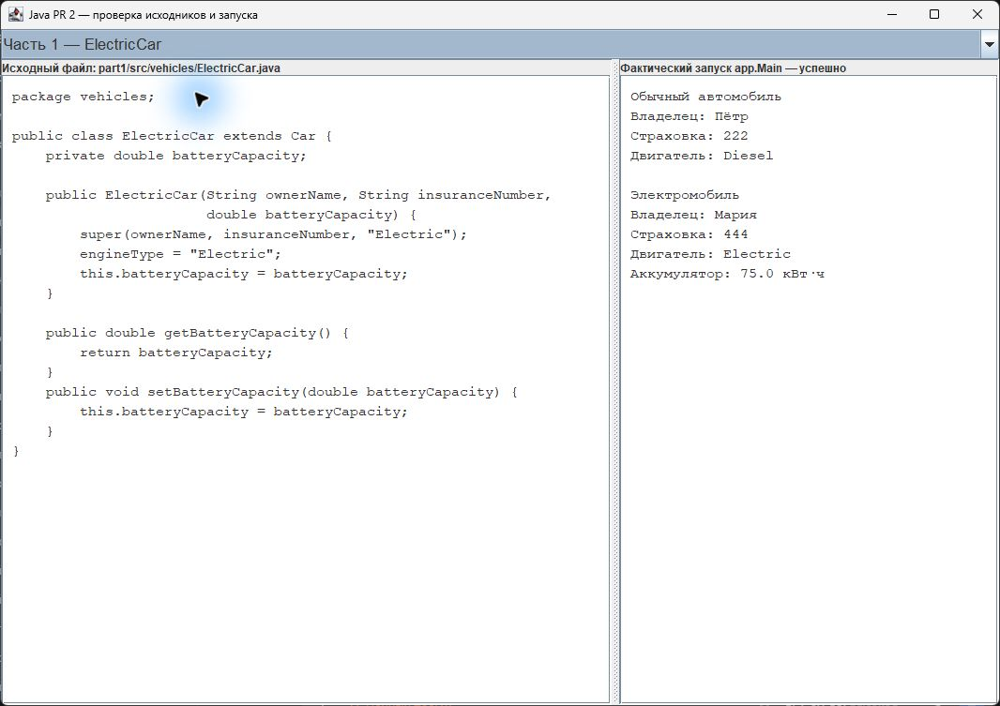 Java PR 2 — проверка исходников и запуска
Часть 1 — ElectricCar
Исходный файл: part1/src/vehicles/ElectricCar.java
package vehicles;

public class ElectricCar extends Car {
    private double batteryCapacity;

    public ElectricCar(String ownerName, String insuranceNumber,
                       double batteryCapacity) {
        super(ownerName, insuranceNumber, "Electric");
        engineType = "Electric";
        this.batteryCapacity = batteryCapacity;
    }

    public double getBatteryCapacity() {
        return batteryCapacity;
    }
    public void setBatteryCapacity(double batteryCapacity) {
        this.batteryCapacity = batteryCapacity;
    }
}
Фактический запуск app.Main — успешно
Обычный автомобиль
Владелец: Пётр
Страховка: 222
Двигатель: Diesel

Электромобиль
Владелец: Мария
Страховка: 444
Двигатель: Electric
Аккумулятор: 75.0 кВт·ч